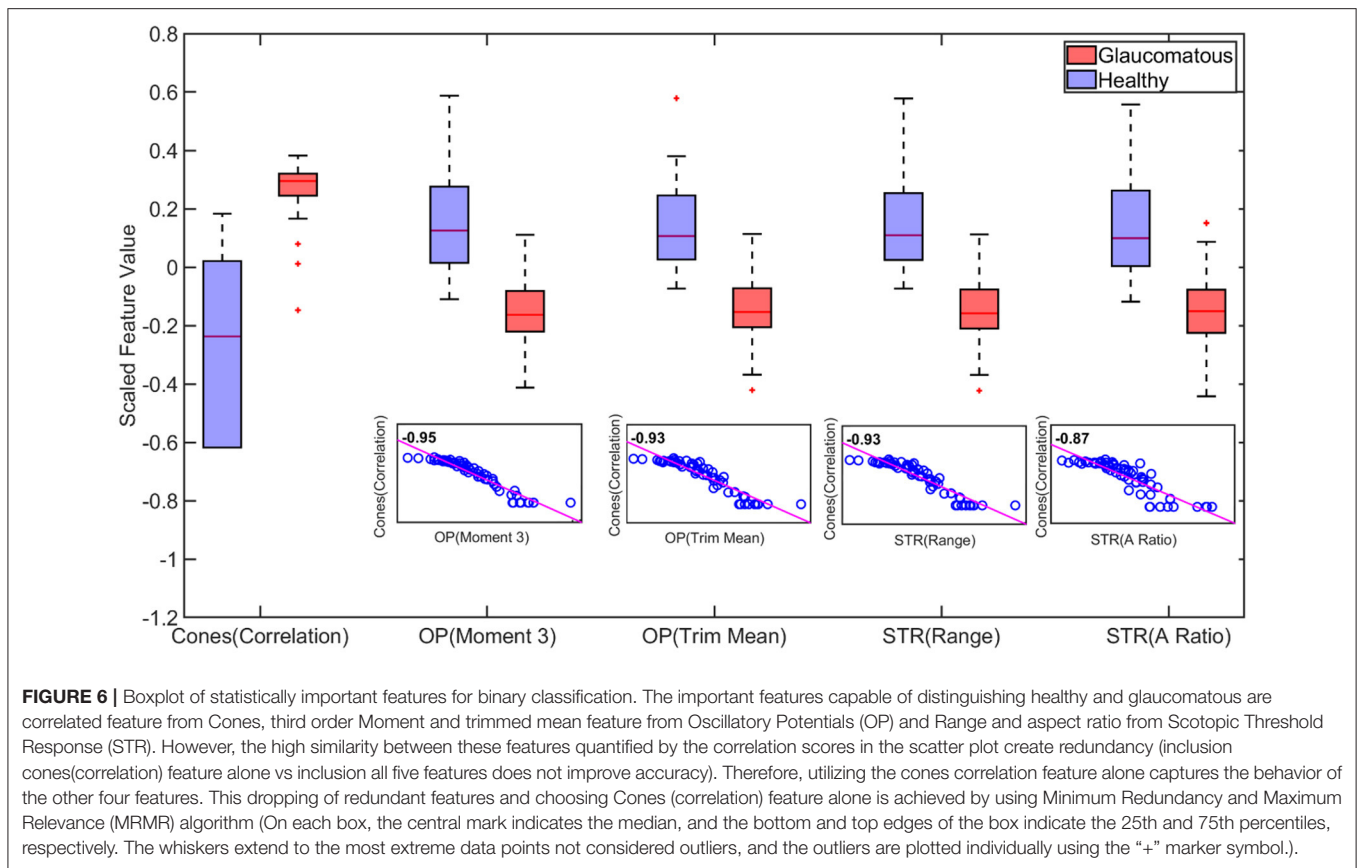 0.8
0.6
0.4
0.2
0
-0.2
-0.4
-0.6
-0.8
-1
-1.2
Scaled Feature Value
Glaucomatous
Healthy
-0.95
Cones(Correlation)
OP(Moment 3)
-0.93
Cones(Correlation)
OP(Trim Mean)
-0.93
Cones(Correlation)
STR(Range)
-0.87
Cones(Correlation)
STR(A Ratio)
Cones(Correlation) OP(Moment 3) OP(Trim Mean) STR(Range) STR(A Ratio)
FIGURE 6 | Boxplot of statistically important features for binary classification. The important features capable of distinguishing healthy and glaucomatous are
correlated feature from Cones, third order Moment and trimmed mean feature from Oscillatory Potentials (OP) and Range and aspect ratio from Scotopic Threshold
Response (STR). However, the high similarity between these features quantified by the correlation scores in the scatter plot create redundancy (inclusion
cones(correlation) feature alone vs inclusion all five features does not improve accuracy). Therefore, utilizing the cones correlation feature alone captures the behavior of
the other four features. This dropping of redundant features and choosing Cones (correlation) feature alone is achieved by using Minimum Redundancy and Maximum
Relevance (MRMR) algorithm (On each box, the central mark indicates the median, and the bottom and top edges of the box indicate the 25th and 75th percentiles,
respectively. The whiskers extend to the most extreme data points not considered outliers, and the outliers are plotted individually using the “+” marker symbol.).